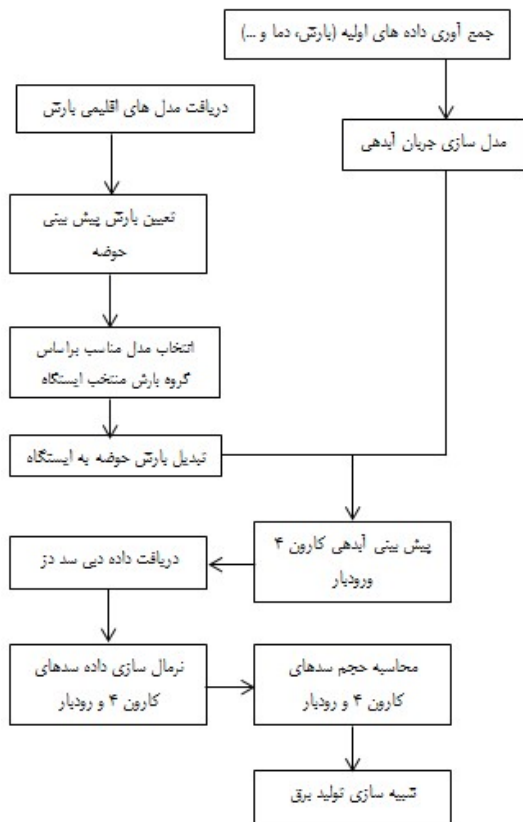 جمع آوری داده های اولیه (بارش، دما و ...)
دریافت مدل های اقلیمی بارش
مدل سازی جریان آبدهی
تعیین بارش پیش بینی
حوضه
انتخاب مدل مناسب براساس
گروه بارش منتخب ایستگاه
تبدیل بارش حوضه به ایستگاه
پیش بینی آبدهی کارون ۴
ورودبار
دریافت داده دبی سد دز
نرمال سازی داده سدهای
کارون ۴ و رودبار
محاسبه حجم سدهای
کارون ۴ و رودبار
شبیه سازی تولید برق